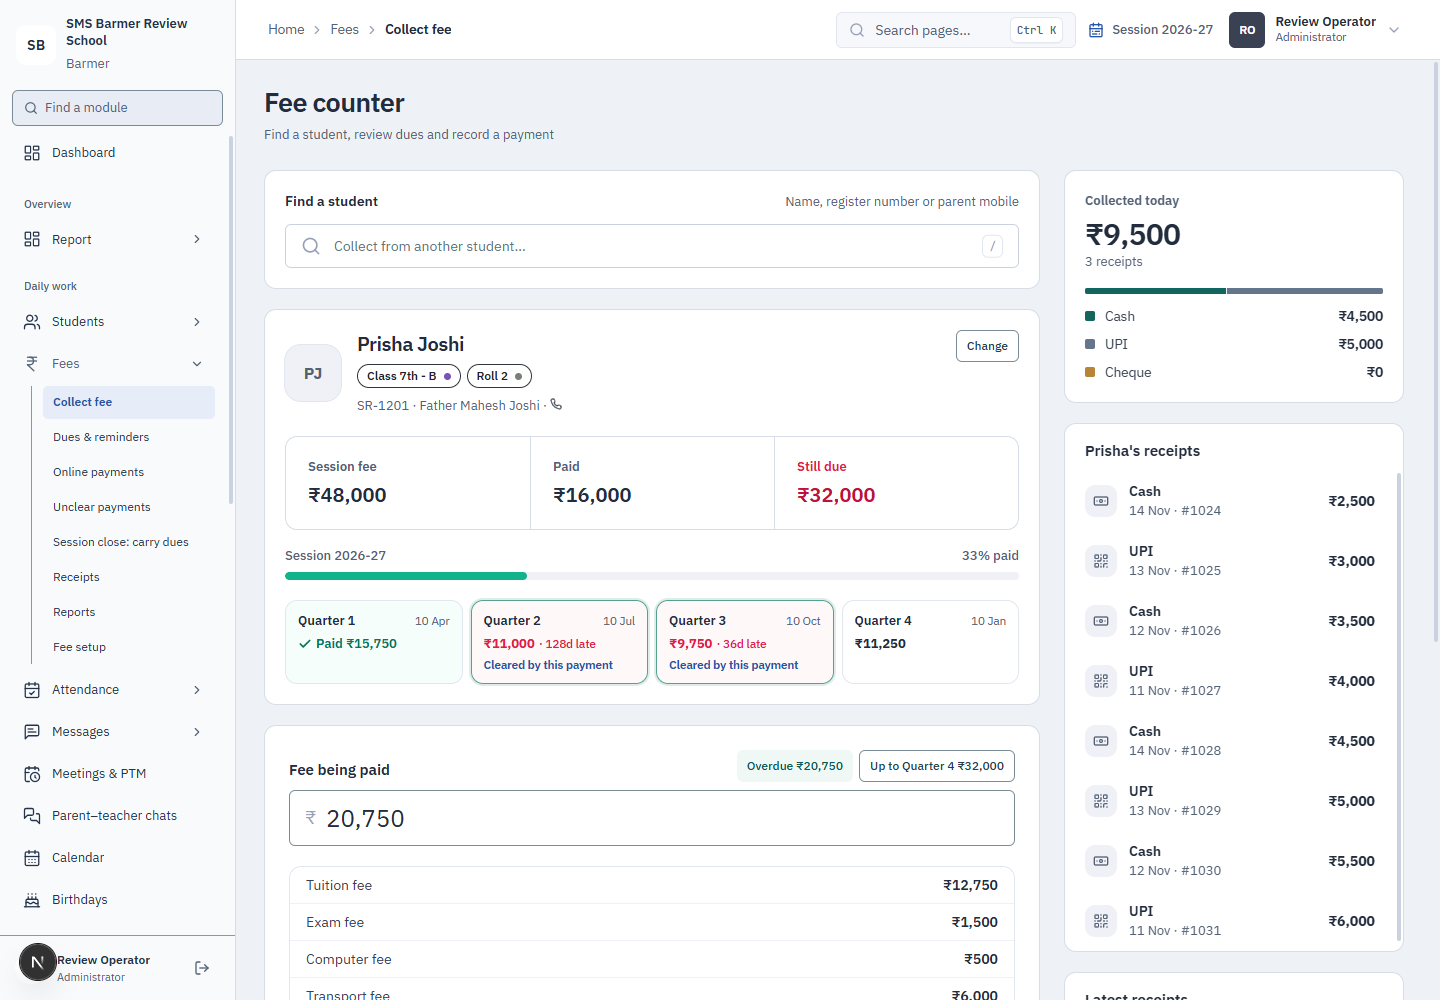 SMS Barmer Review
School
SB
Barmer
Find a module
Dashboard
Overview
Report
Daily work
Students
Fees
Collect fee
Dues & reminders
Online payments
Unclear payments
Session close: carry dues
Receipts
Reports
Fee setup
Attendance
Messages
Meetings & PTM
Parent–teacher chats
Calendar
Birthdays
N
Review Operator
Administrator
Home > Fees > Collect fee
Search pages...
Ctrl K
Session 2026-27
RO
Review Operator
Administrator
Fee counter
Find a student, review dues and record a payment
Find a student
Name, register number or parent mobile
Collect from another student...
/
PJ
Prisha Joshi
Change
Class 7th - B
Roll 2
SR-1201 · Father Mahesh Joshi ·
Session fee
₹48,000
Paid
₹16,000
Still due
₹32,000
Session 2026-27
33% paid
Quarter 1 10 Apr
Paid ₹15,750
Quarter 2 10 Jul
₹11,000 · 128d late
Cleared by this payment
Quarter 3 10 Oct
₹9,750 · 36d late
Cleared by this payment
Quarter 4 10 Jan
₹11,250
Fee being paid
Overdue ₹20,750
Up to Quarter 4 ₹32,000
₹ 20,750
Tuition fee ₹12,750
Exam fee ₹1,500
Computer fee ₹500
Transport fee ₹6,000
Collected today
₹9,500
3 receipts
Cash ₹4,500
UPI ₹5,000
Cheque ₹0
Prisha's receipts
Cash
14 Nov · #1024
₹2,500
UPI
13 Nov · #1025
₹3,000
Cash
12 Nov · #1026
₹3,500
UPI
11 Nov · #1027
₹4,000
Cash
14 Nov · #1028
₹4,500
UPI
13 Nov · #1029
₹5,000
Cash
12 Nov · #1030
₹5,500
UPI
11 Nov · #1031
₹6,000
Latest receipts